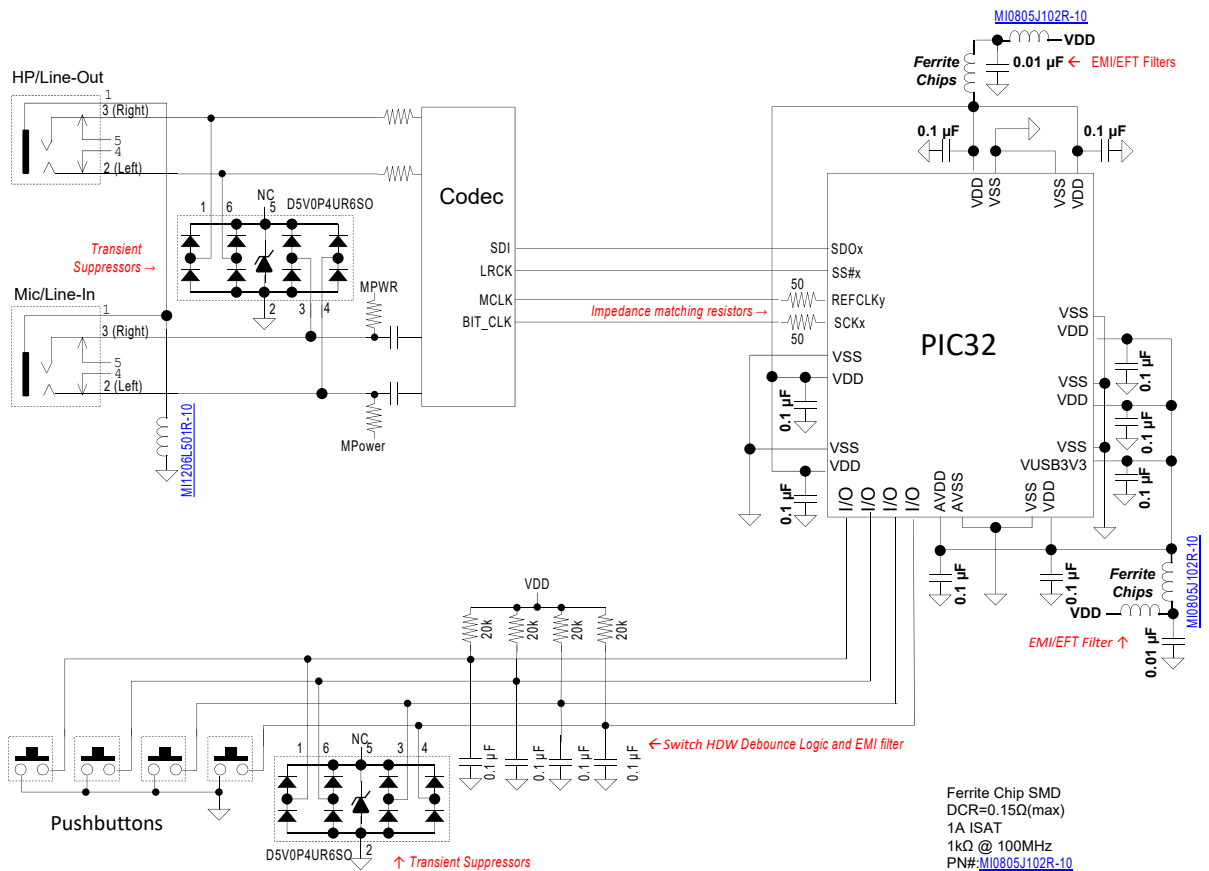 MI0805J102R-10
VDD
Ferrite
Chips
0.01 µF
← EMI/EFT Filters
HP/Line-Out
1
3 (Right)
5
4
2 (Left)
0.1 µF
0.1 µF
VDD
VSS
VSS
VDD
Codec
NC
D5V0P4UR6SO
1
6
5
Transient
Suppressors →
2
3
4
SDI
LRCK
MCLK
BIT_CLK
SDOx
SS#x
50
REFCLKy
Impedance matching resistors →
SCKx
50
PIC32
Mic/Line-In
1
3 (Right)
5
4
2 (Left)
MPWR
MPower
MI1206L501R-10
VSS
VDD
0.1 µF
VSS
VDD
0.1 µF
VSS
VDD
0.1 µF
VSS
VDD
0.1 µF
VSS
VUSB3V3
0.1 µF
I/O
I/O
I/O
I/O
AVDD
AVSS
VSS
VDD
0.1 µF
0.1 µF
Ferrite
Chips
MI0805J102R-10
VDD
EMI/EFT Filter ↑
0.01 µF
VDD
20k
20k
20k
20k
0.1 µF
0.1 µF
0.1 µF
0.1 µF
← Switch HDW Debounce Logic and EMI filter
NC
1
6
5
3
4
2
D5V0P4UR6SO
↑ Transient Suppressors
Pushbuttons
Ferrite Chip SMD
DCR=0.15Ω(max)
1A ISAT
1kΩ @ 100MHz
PN#:MI0805J102R-10